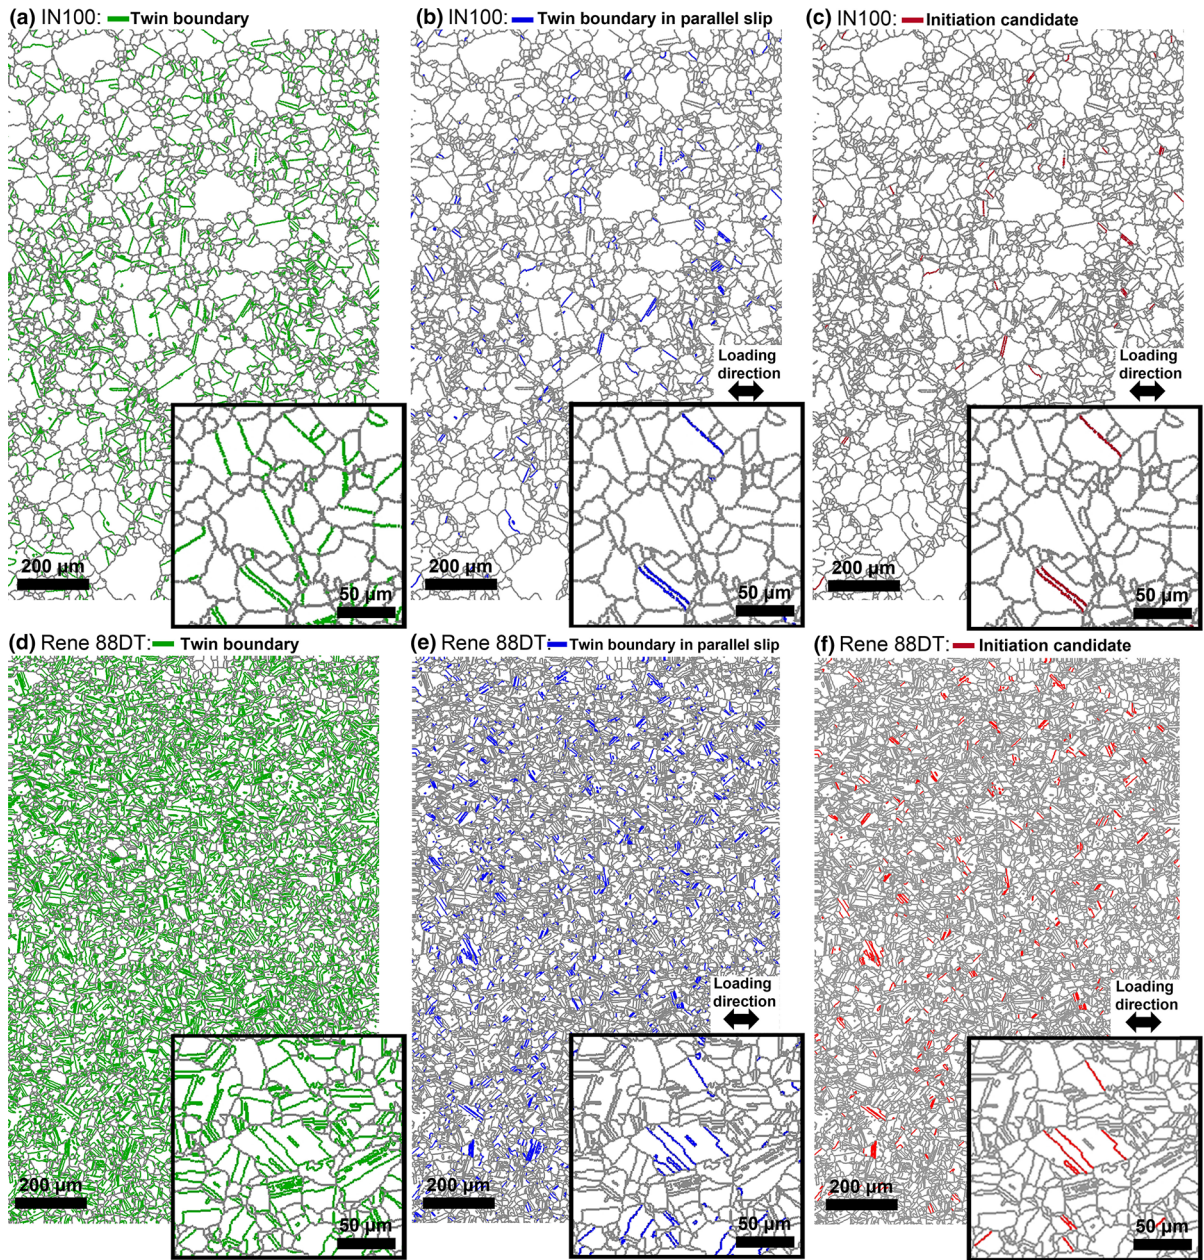 (a) IN100: Twin boundary
(b) IN100: Twin boundary in parallel slip
(c) IN100: Initiation candidate
Loading
direction
Loading
direction
200 µm
50 µm
200 µm
50 µm
200 µm
50 µm
(d) Rene 88DT: Twin boundary
(e) Rene 88DT: Twin boundary in parallel slip
(f) Rene 88DT: Initiation candidate
Loading
direction
Loading
direction
200 µm
50 µm
200 µm
50 µm
200 µm
50 µm